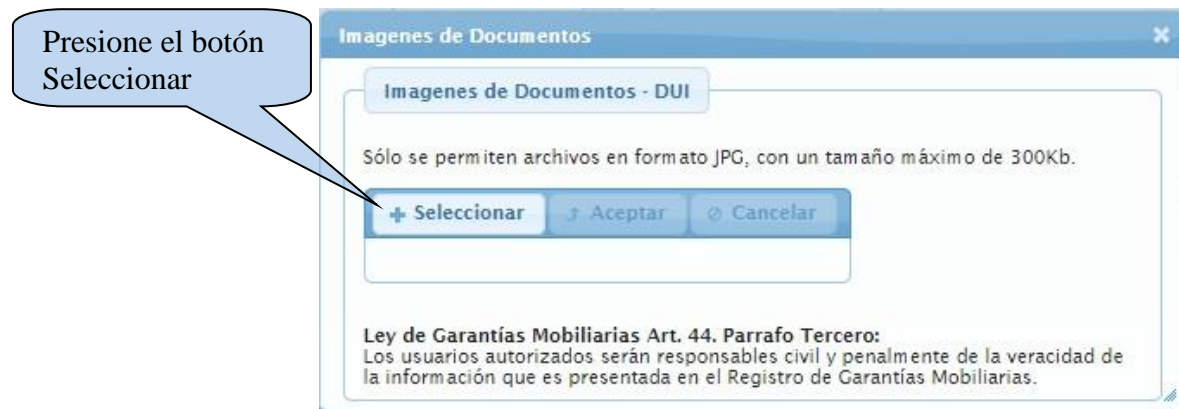 Presione el botón
Seleccionar
Imagenes de Documentos
Imagenes de Documentos - DUI
Sólo se permiten archivos en formato JPG, con un tamaño máximo de 300Kb.
Seleccionar Aceptar Cancelar
Ley de Garantías Mobiliarias Art. 44. Parrafo Tercero:
Los usuarios autorizados serán responsables civil y penalmente de la veracidad de
la información que es presentada en el Registro de Garantías Mobiliarias.